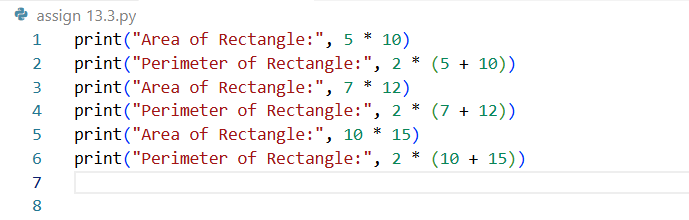 assign 13.3.py
1 print("Area of Rectangle:", 5 * 10)
2 print("Perimeter of Rectangle:", 2 * (5 + 10))
3 print("Area of Rectangle:", 7 * 12)
4 print("Perimeter of Rectangle:", 2 * (7 + 12))
5 print("Area of Rectangle:", 10 * 15)
6 print("Perimeter of Rectangle:", 2 * (10 + 15))
7
8